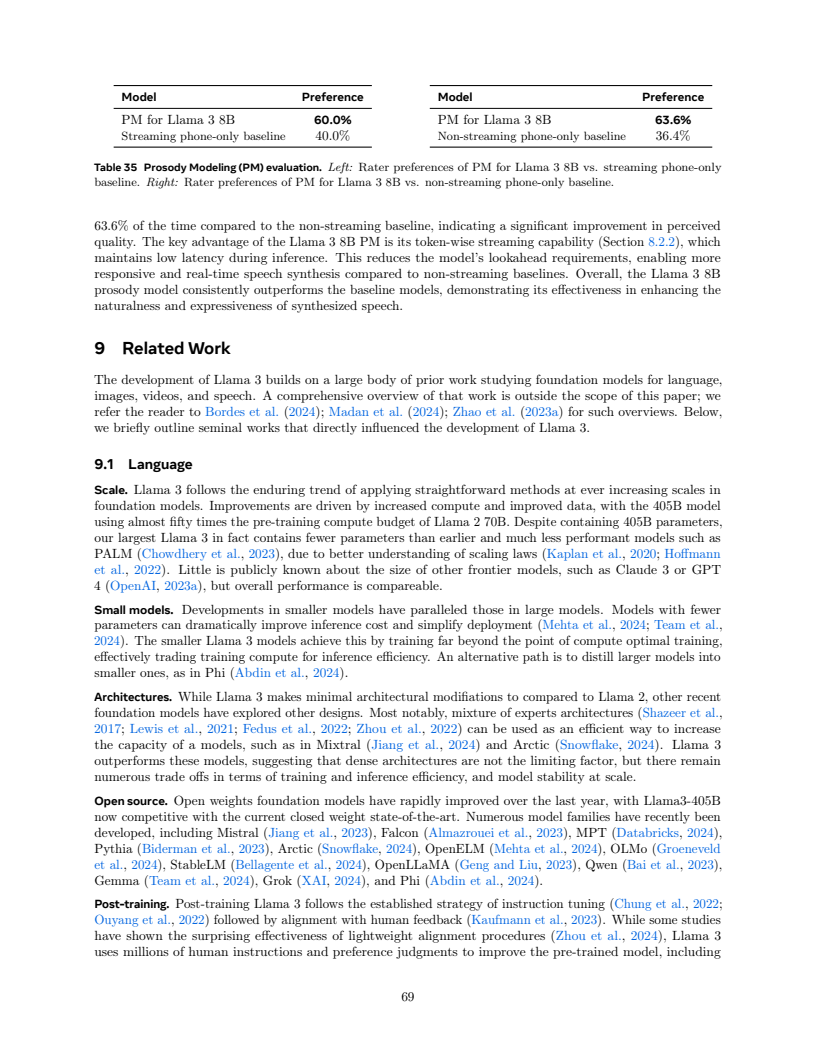 Model Preference
PM for Llama 3 8B 60.0%
Streaming phone-only baseline 40.0%
Model Preference
PM for Llama 3 8B 63.6%
Non-streaming phone-only baseline 36.4%
Table 35 Prosody Modeling (PM) evaluation. Left: Rater preferences of PM for Llama 3 8B vs. streaming phone-only
baseline. Right: Rater preferences of PM for Llama 3 8B vs. non-streaming phone-only baseline.
63.6% of the time compared to the non-streaming baseline, indicating a significant improvement in perceived
quality. The key advantage of the Llama 3 8B PM is its token-wise streaming capability (Section 8.2.2), which
maintains low latency during inference. This reduces the model's lookahead requirements, enabling more
responsive and real-time speech synthesis compared to non-streaming baselines. Overall, the Llama 3 8B
prosody model consistently outperforms the baseline models, demonstrating its effectiveness in enhancing the
naturalness and expressiveness of synthesized speech.
9 Related Work
The development of Llama 3 builds on a large body of prior work studying foundation models for language,
images, videos, and speech. A comprehensive overview of that work is outside the scope of this paper; we
refer the reader to Bordes et al. (2024); Madan et al. (2024); Zhao et al. (2023a) for such overviews. Below,
we briefly outline seminal works that directly influenced the development of Llama 3.
9.1 Language
Scale. Llama 3 follows the enduring trend of applying straightforward methods at ever increasing scales in
foundation models. Improvements are driven by increased compute and improved data, with the 405B model
using almost fifty times the pre-training compute budget of Llama 2 70B. Despite containing 405B parameters,
our largest Llama 3 in fact contains fewer parameters than earlier and much less performant models such as
PALM (Chowdhery et al., 2023), due to better understanding of scaling laws (Kaplan et al., 2020; Hoffmann
et al., 2022). Little is publicly known about the size of other frontier models, such as Claude 3 or GPT
4 (OpenAI, 2023a), but overall performance is compareable.
Small models. Developments in smaller models have paralleled those in large models. Models with fewer
parameters can dramatically improve inference cost and simplify deployment (Mehta et al., 2024; Team et al.,
2024). The smaller Llama 3 models achieve this by training far beyond the point of compute optimal training,
effectively trading training compute for inference efficiency. An alternative path is to distill larger models into
smaller ones, as in Phi (Abdin et al., 2024).
Architectures. While Llama 3 makes minimal architectural modifiations to compared to Llama 2, other recent
foundation models have explored other designs. Most notably, mixture of experts architectures (Shazeer et al.,
2017; Lewis et al., 2021; Fedus et al., 2022; Zhou et al., 2022) can be used as an efficient way to increase
the capacity of a models, such as in Mixtral (Jiang et al., 2024) and Arctic (Snowflake, 2024). Llama 3
outperforms these models, suggesting that dense architectures are not the limiting factor, but there remain
numerous trade offs in terms of training and inference efficiency, and model stability at scale.
Open source. Open weights foundation models have rapidly improved over the last year, with Llama3-405B
now competitive with the current closed weight state-of-the-art. Numerous model families have recently been
developed, including Mistral (Jiang et al., 2023), Falcon (Almazrouei et al., 2023), MPT (Databricks, 2024),
Pythia (Biderman et al., 2023), Arctic (Snowflake, 2024), OpenELM (Mehta et al., 2024), OLMo (Groeneveld
et al., 2024), StableLM (Bellagente et al., 2024), OpenLLaMA (Geng and Liu, 2023), Qwen (Bai et al., 2023),
Gemma (Team et al., 2024), Grok (XAI, 2024), and Phi (Abdin et al., 2024).
Post-training. Post-training Llama 3 follows the established strategy of instruction tuning (Chung et al., 2022;
Ouyang et al., 2022) followed by alignment with human feedback (Kaufmann et al., 2023). While some studies
have shown the surprising effectiveness of lightweight alignment procedures (Zhou et al., 2024), Llama 3
uses millions of human instructions and preference judgments to improve the pre-trained model, including
69